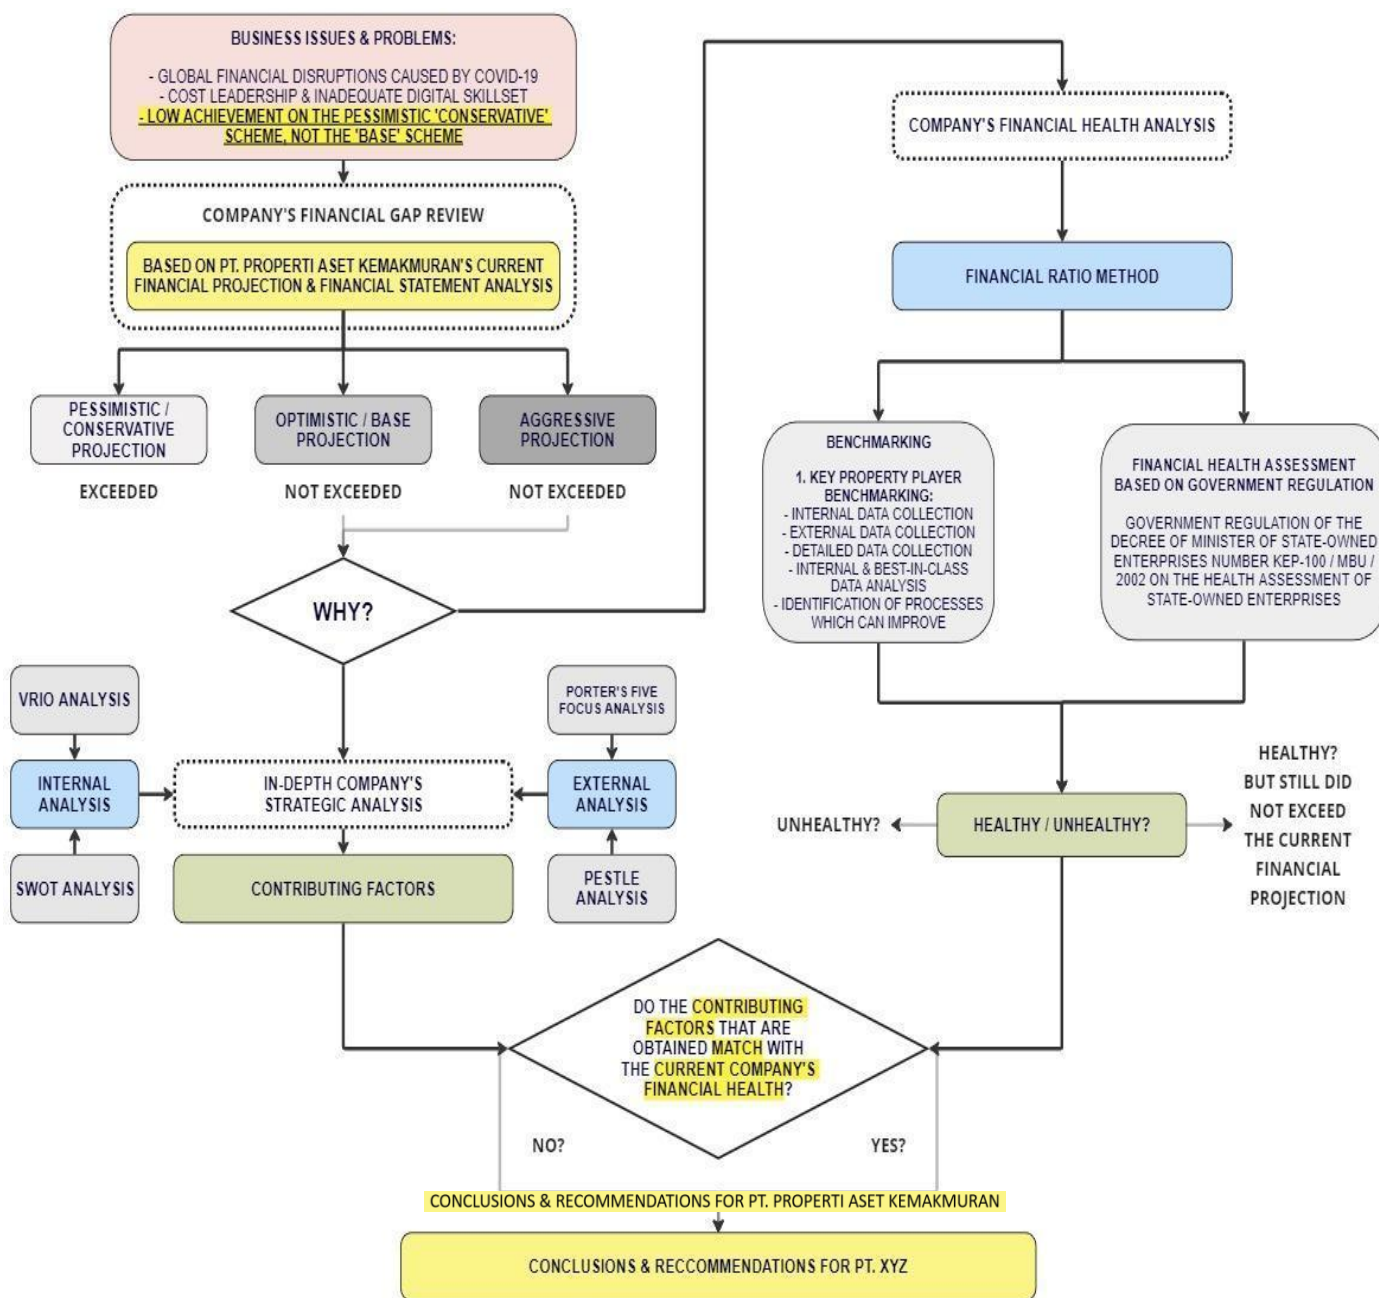 BUSINESS ISSUES & PROBLEMS:
- GLOBAL FINANCIAL DISRUPTIONS CAUSED BY COVID-19
- COST LEADERSHIP & INADEQUATE DIGITAL SKILLSET
- LOW ACHIEVEMENT ON THE PESSIMISTIC 'CONSERVATIVE'
SCHEME, NOT THE 'BASE' SCHEME
COMPANY'S FINANCIAL GAP REVIEW
BASED ON PT. PROPERTI ASET KEMAKMURAN'S CURRENT
FINANCIAL PROJECTION & FINANCIAL STATEMENT ANALYSIS
PESSIMISTIC /
CONSERVATIVE
PROJECTION
OPTIMISTIC / BASE
PROJECTION
AGGRESSIVE
PROJECTION
EXCEEDED
NOT EXCEEDED
NOT EXCEEDED
WHY?
VRIO ANALYSIS
INTERNAL
ANALYSIS
SWOT ANALYSIS
IN-DEPTH COMPANY'S
STRATEGIC ANALYSIS
CONTRIBUTING FACTORS
PORTER'S FIVE
FOCUS ANALYSIS
EXTERNAL
ANALYSIS
PESTLE
ANALYSIS
COMPANY'S FINANCIAL HEALTH ANALYSIS
FINANCIAL RATIO METHOD
BENCHMARKING
1. KEY PROPERTY PLAYER
BENCHMARKING:
- INTERNAL DATA COLLECTION
- EXTERNAL DATA COLLECTION
- DETAILED DATA COLLECTION
- INTERNAL & BEST-IN-CLASS
DATA ANALYSIS
- IDENTIFICATION OF PROCESSES
WHICH CAN IMPROVE
FINANCIAL HEALTH ASSESSMENT
BASED ON GOVERNMENT REGULATION
GOVERNMENT REGULATION OF THE
DECREE OF MINISTER OF STATE-OWNED
ENTERPRISES NUMBER KEP-100 / MBU /
2002 ON THE HEALTH ASSESSMENT OF
STATE-OWNED ENTERPRISES
UNHEALTHY?
HEALTHY / UNHEALTHY?
HEALTHY?
BUT STILL DID
NOT EXCEED
THE CURRENT
FINANCIAL
PROJECTION
DO THE CONTRIBUTING
FACTORS THAT ARE
OBTAINED MATCH WITH
THE CURRENT COMPANY'S
FINANCIAL HEALTH?
NO?
YES?
CONCLUSIONS & RECOMMENDATIONS FOR PT. PROPERTI ASET KEMAKMURAN
CONCLUSIONS & RECCOMMENDATIONS FOR PT. XYZ